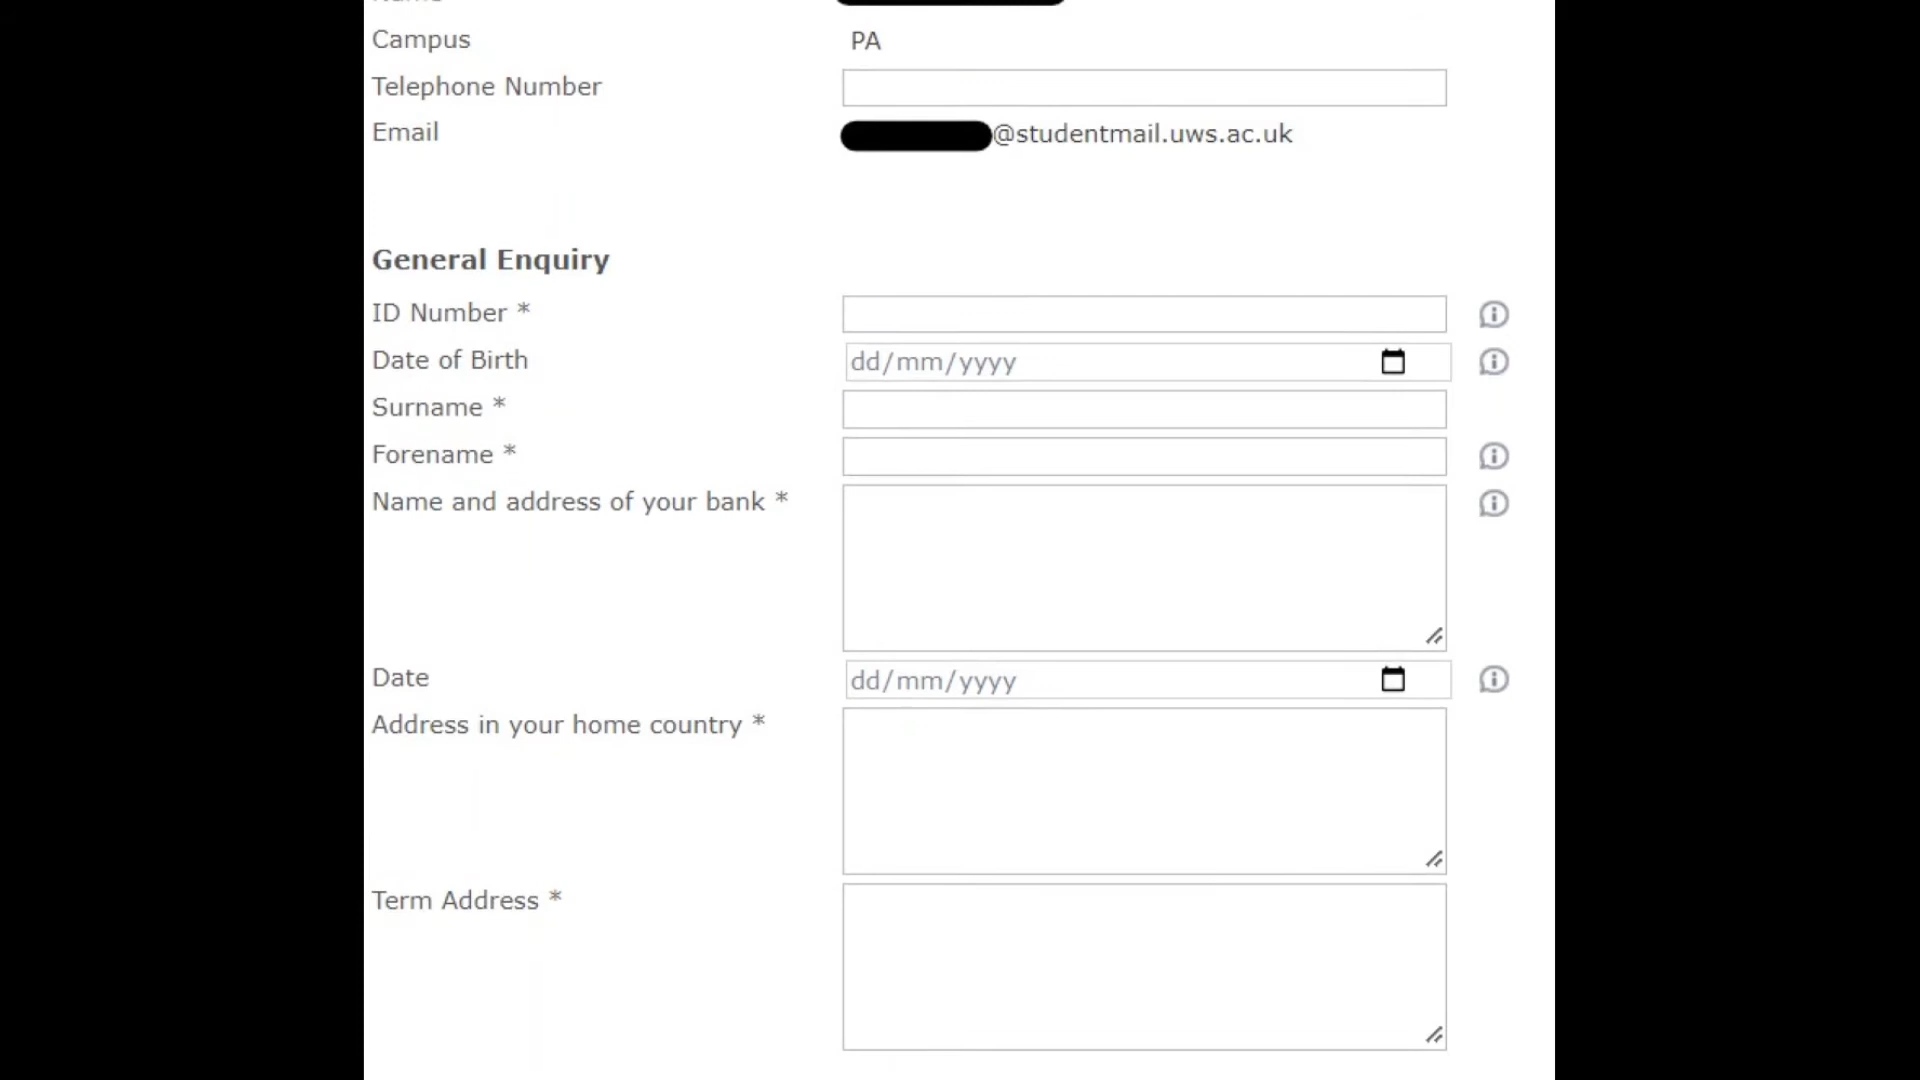 Campus PA
Telephone Number
Email @studentmail.uws.ac.uk
General Enquiry
ID Number *
Date of Birth dd/mm/yyyy
Surname *
Forename *
Name and address of your bank *
Date dd/mm/yyyy
Address in your home country *
Term Address *